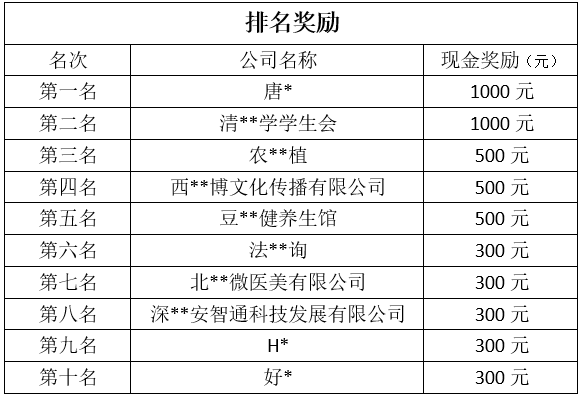 排名奖励
名次 公司名称 现金奖励（元）
第一名 唐* 1000 元
第二名 清**学学生会 1000 元
第三名 农**植 500 元
第四名 西**博文化传播有限公司 500 元
第五名 豆**健养生馆 500 元
第六名 法**询 300 元
第七名 北**微医美有限公司 300 元
第八名 深**安智通科技发展有限公司 300 元
第九名 H* 300 元
第十名 好* 300 元